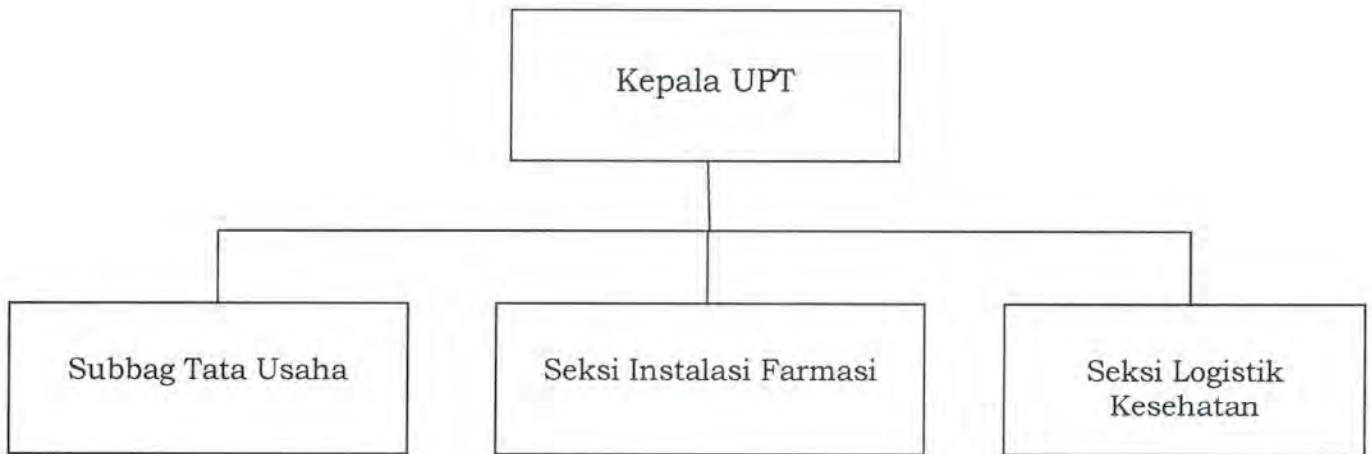 Kepala UPT
Subbag Tata Usaha
Seksi Instalasi Farmasi
Seksi Logistik
Kesehatan